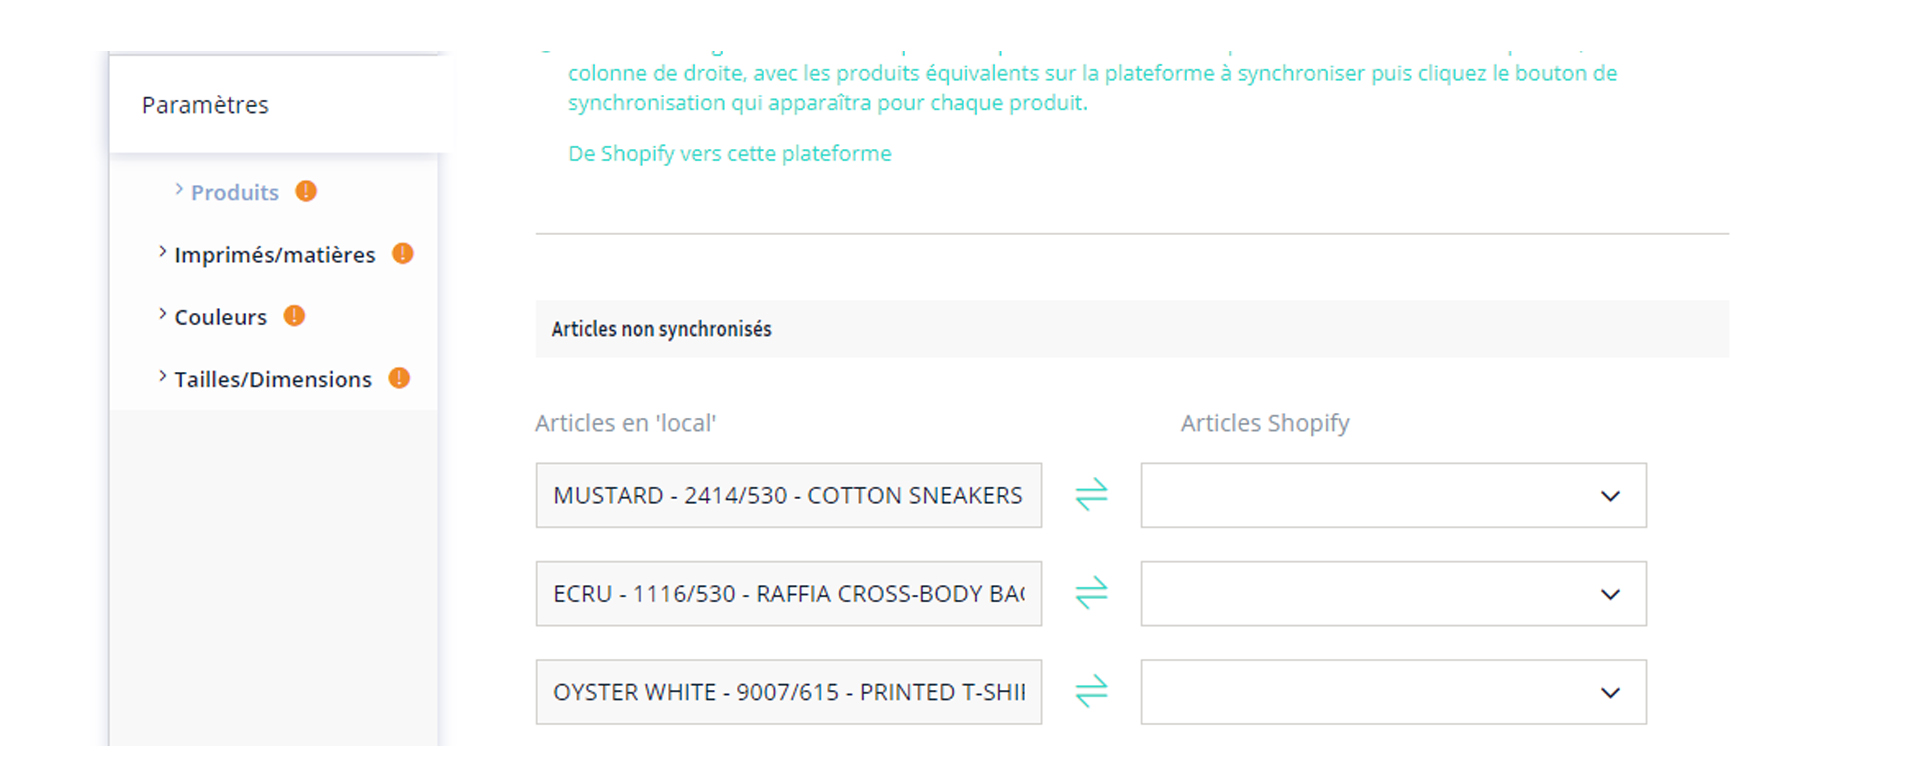 colonne de droite, avec les produits équivalents sur la plateforme à synchroniser puis cliquez le bouton de
synchronisation qui apparaîtra pour chaque produit.
De Shopify vers cette plateforme
Paramètres
Produits
Imprimés/matières
Couleurs
Tailles/Dimensions
Articles non synchronisés
Articles en 'local'
Articles Shopify
MUSTARD - 2414/530 - COTTON SNEAKERS
ECRU - 1116/530 - RAFFIA CROSS-BODY
OYSTER WHITE - 9007/615 - PRINTED